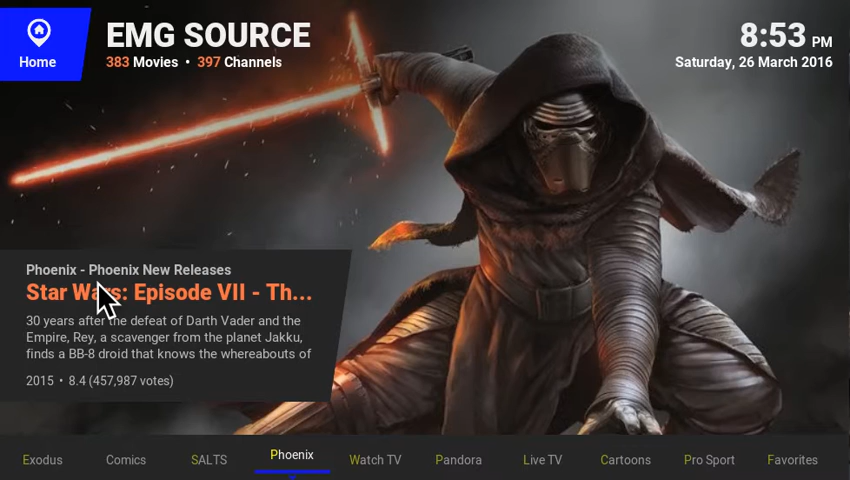 Home
EMG SOURCE
383 Movies • 397 Channels
8:53 PM
Saturday, 26 March 2016
Phoenix - Phoenix New Releases
Star Wars: Episode VII - Th...
30 years after the defeat of Darth Vader and the
Empire, Rey, a scavenger from the planet Jakku,
finds a BB-8 droid that knows the whereabouts of
2015 • 8.4 (457,987 votes)
Exodus Comics SALTS Phoenix Watch TV Pandora Live TV Cartoons Pro Sport Favorites